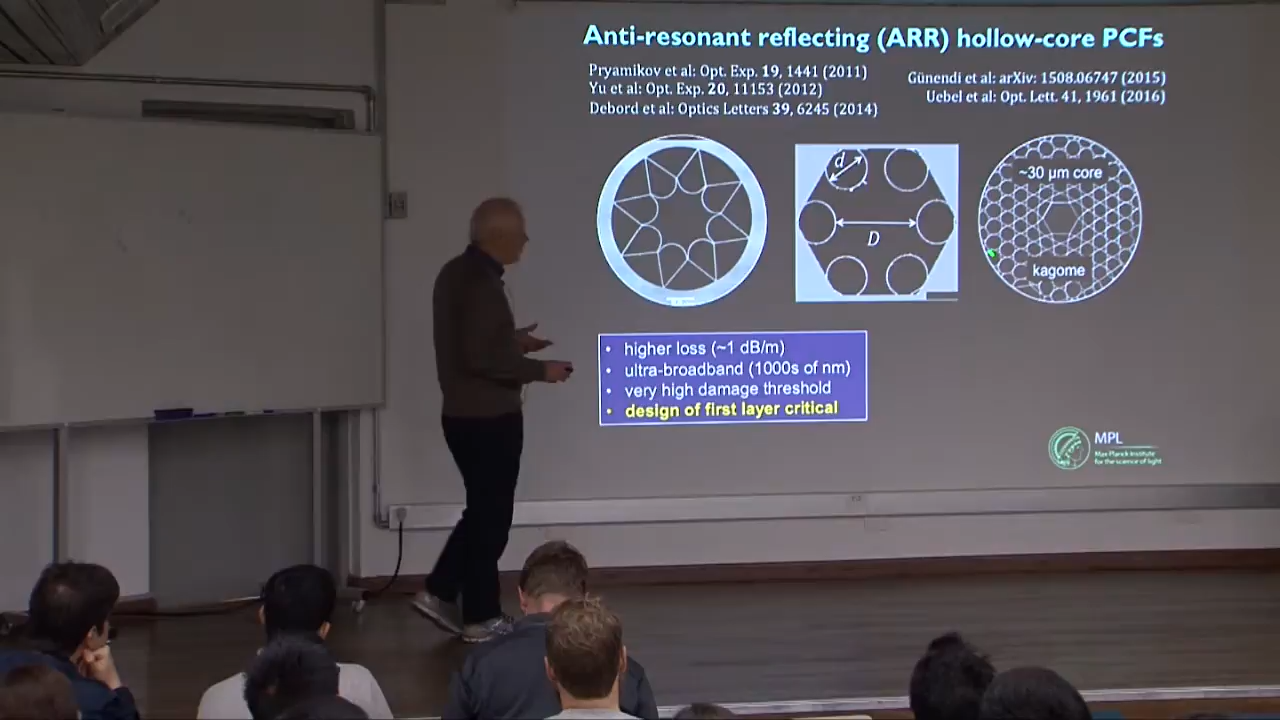 Anti-resonant reflecting (ARR) hollow-core PCFs
Pryamikov et al: Opt. Exp. 19, 1441 (2011)
Yu et al: Opt. Exp. 20, 11153 (2012)
Debord et al: Optics Letters 39, 6245 (2014)
Günendi et al: arXiv: 1508.06747 (2015)
Uebel et al: Opt. Lett. 41, 1961 (2016)
d
D
~30 µm core
kagome
• higher loss (~1 dB/m)
• ultra-broadband (1000s of nm)
• very high damage threshold
• design of first layer critical
MPL
Max Planck Institute
for the science of light